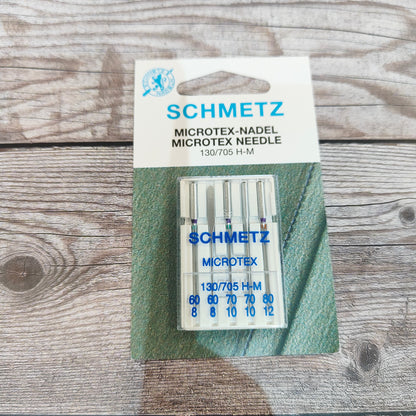 SCHMETZ
MICROTEX-NADEL
MICROTEX NEEDLE
130/705 H-M
SCHMETZ
MICROTEX
130/705 H-M
60 60 70 70 80
8 8 10 10 12